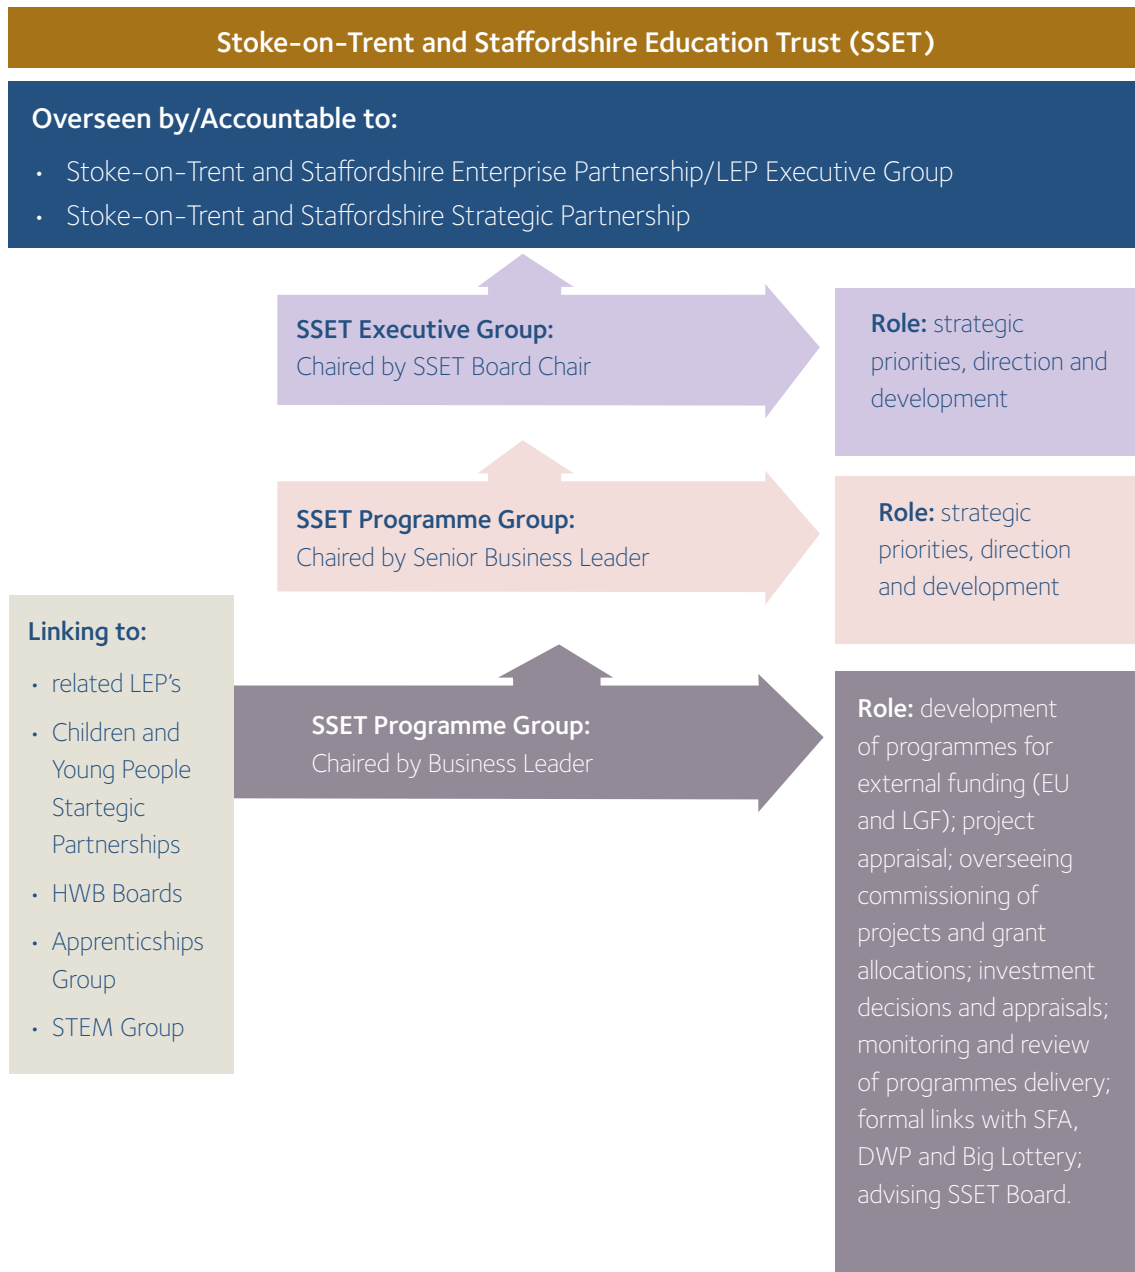 Stoke-on-Trent and Staffordshire Education Trust (SSET)
Overseen by/Accountable to:
• Stoke-on-Trent and Staffordshire Enterprise Partnership/LEP Executive Group
• Stoke-on-Trent and Staffordshire Strategic Partnership
SSET Executive Group:
Chaired by SSET Board Chair
Role: strategic
priorities, direction and
development
SSET Programme Group:
Chaired by Senior Business Leader
Role: strategic
priorities, direction
and development
Linking to:
• related LEP's
• Children and
Young People
Startegic
Partnerships
• HWB Boards
• Apprenticships
Group
• STEM Group
SSET Programme Group:
Chaired by Business Leader
Role: development
of programmes for
external funding (EU
and LGF); project
appraisal; overseeing
commissioning of
projects and grant
allocations; investment
decisions and appraisals;
monitoring and review
of programmes delivery;
formal links with SFA,
DWP and Big Lottery;
advising SSET Board.